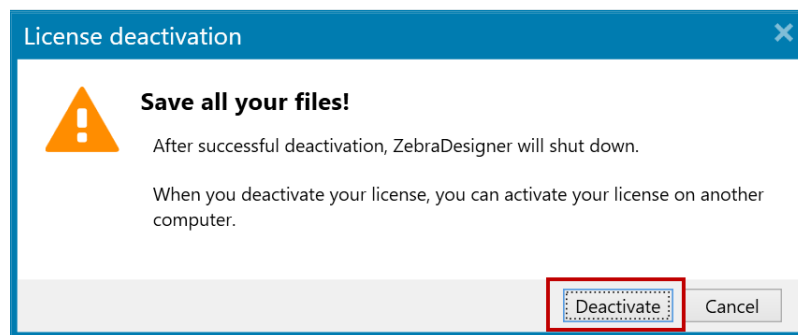 License deactivation
Save all your files!
After successful deactivation, ZebraDesigner will shut down.
When you deactivate your license, you can activate your license on another
computer.
Deactivate Cancel